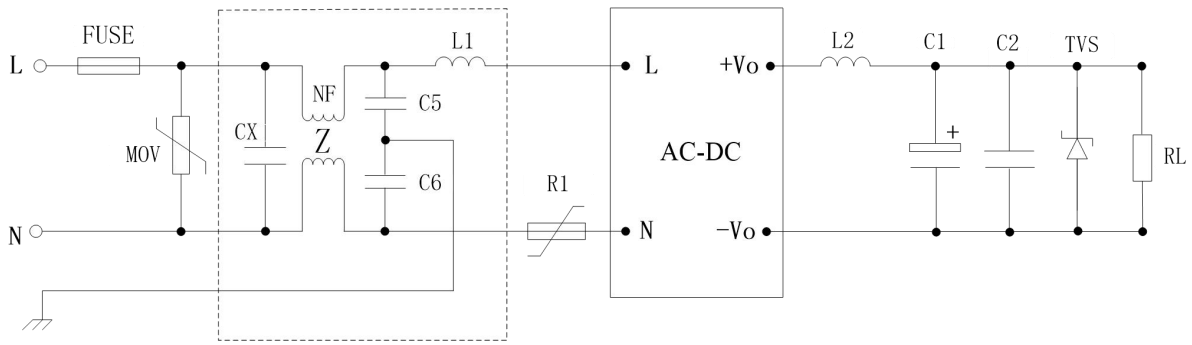 FUSE
L
MOV
CX
NF
Z
L1
C5
C6
R1
N
L
N
AC-DC
+Vo
−Vo
L2
C1
+
C2
TVS
RL